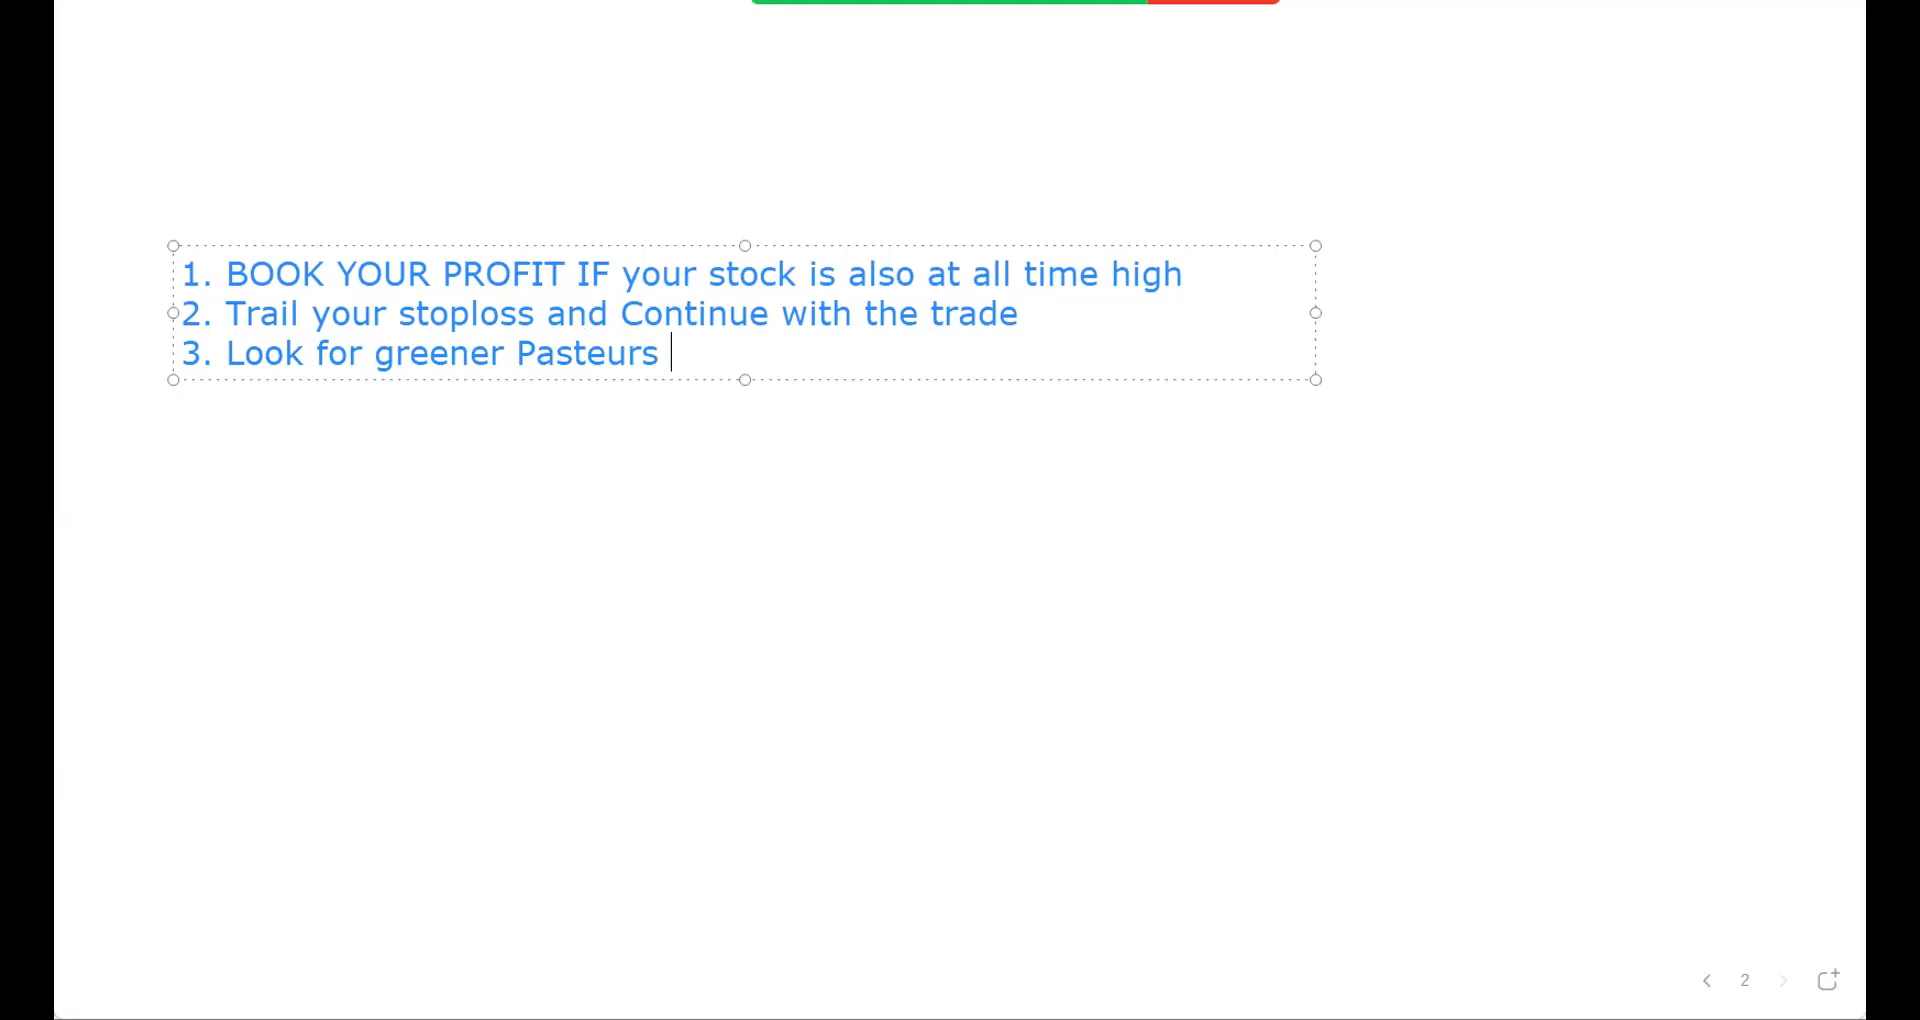 1. BOOK YOUR PROFIT IF your stock is also at all time high
2. Trail your stoploss and Continue with the trade
3. Look for greener Pasteurs
2